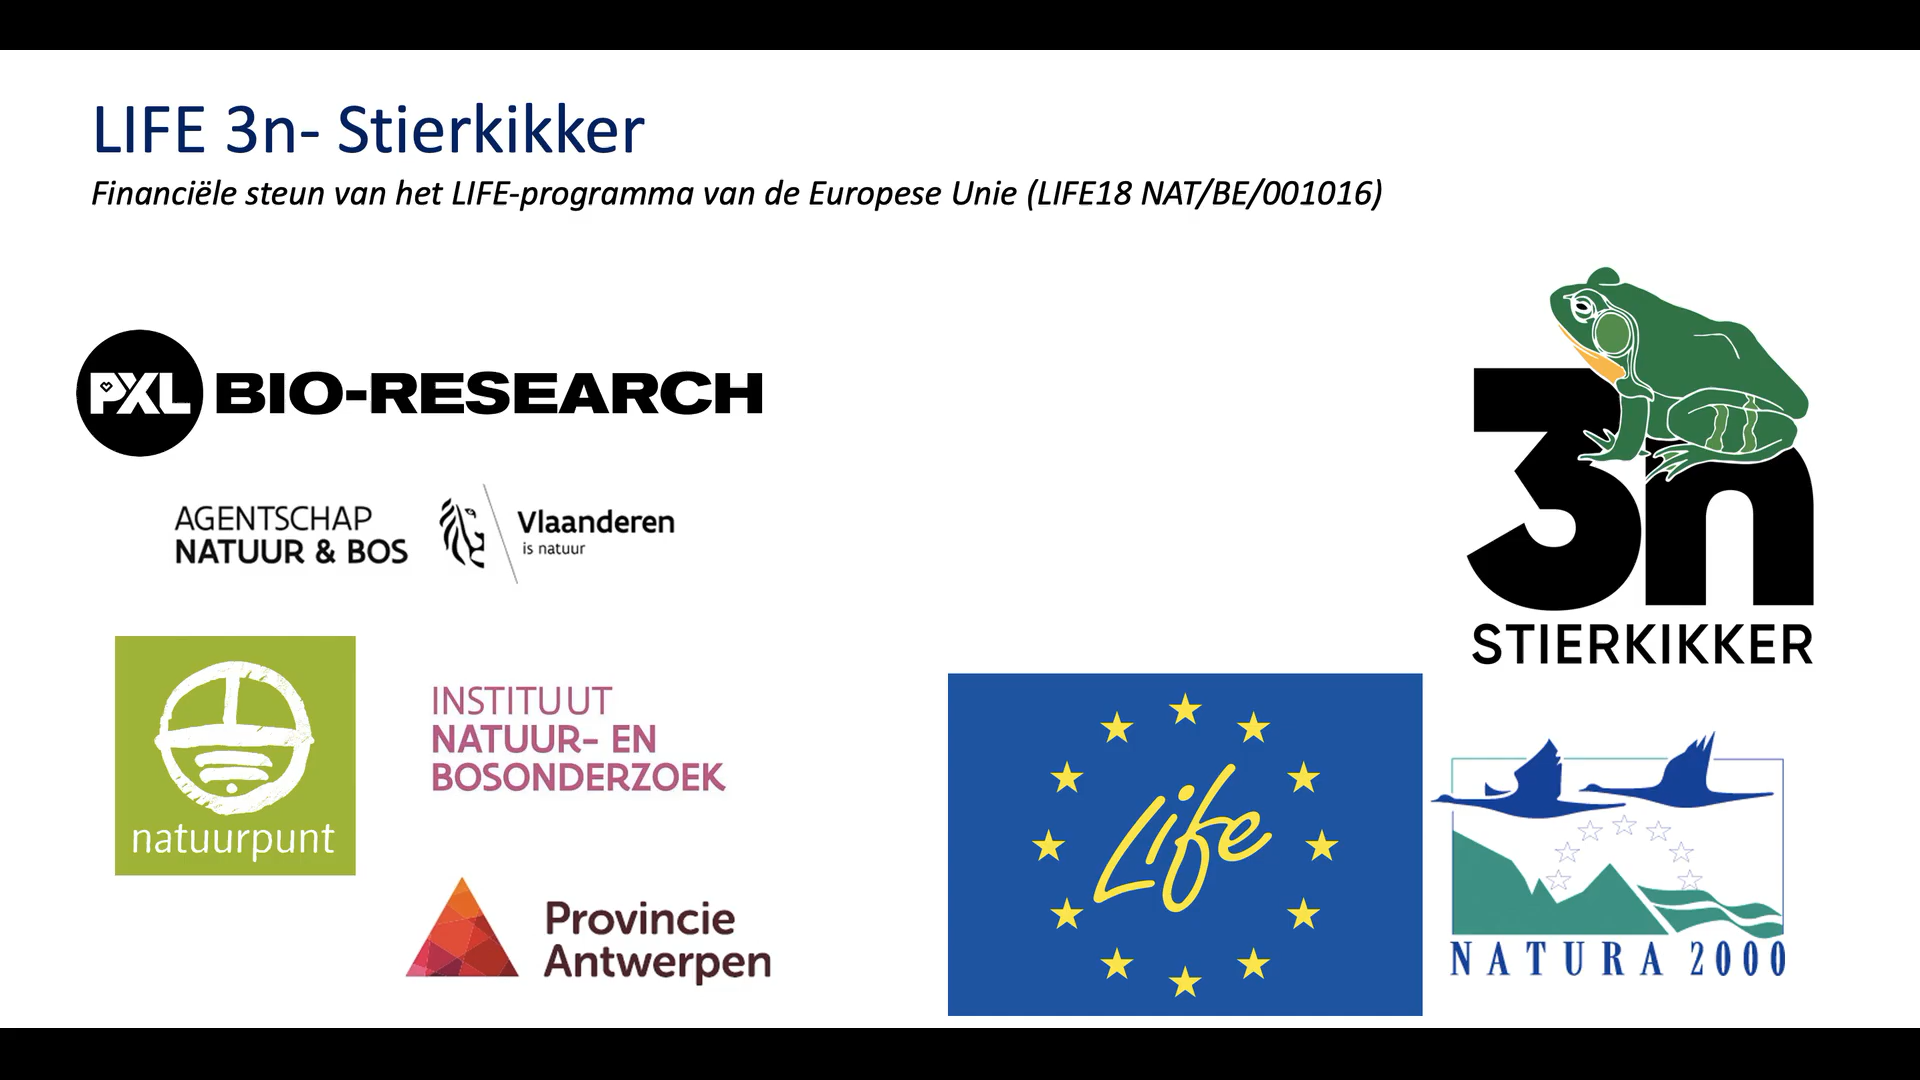 LIFE 3n- Stierkikker
Financiële steun van het LIFE-programma van de Europese Unie (LIFE18 NAT/BE/001016)
PXL BIO-RESEARCH
AGENTSCHAP
NATUUR & BOS
Vlaanderen
is natuur
natuurpunt
INSTITUUT
NATUUR- EN
BOSONDERZOEK
Provincie
Antwerpen
Life
3n
STIERKIKKER
NATURA 2000